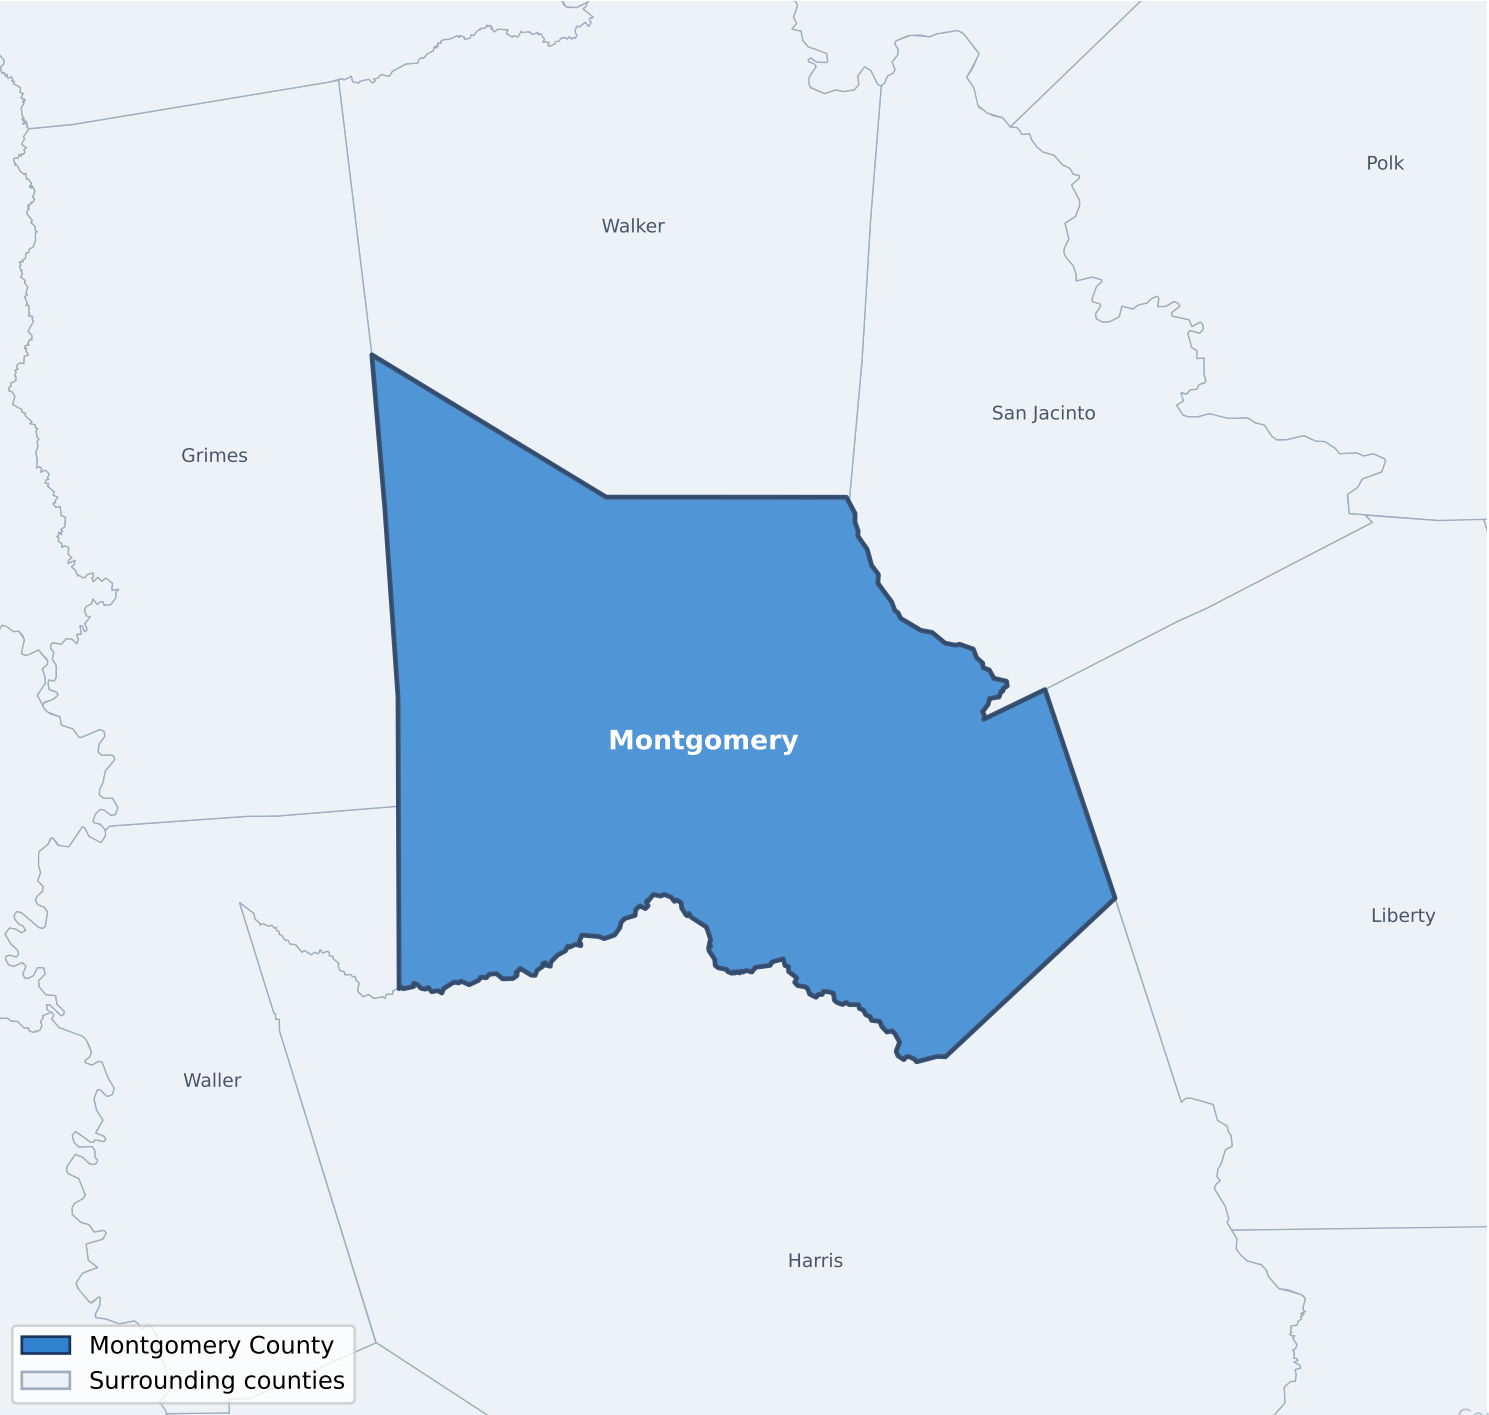 Polk
Walker
San Jacinto
Grimes
Montgomery
Liberty
Waller
Harris
Montgomery County
Surrounding counties